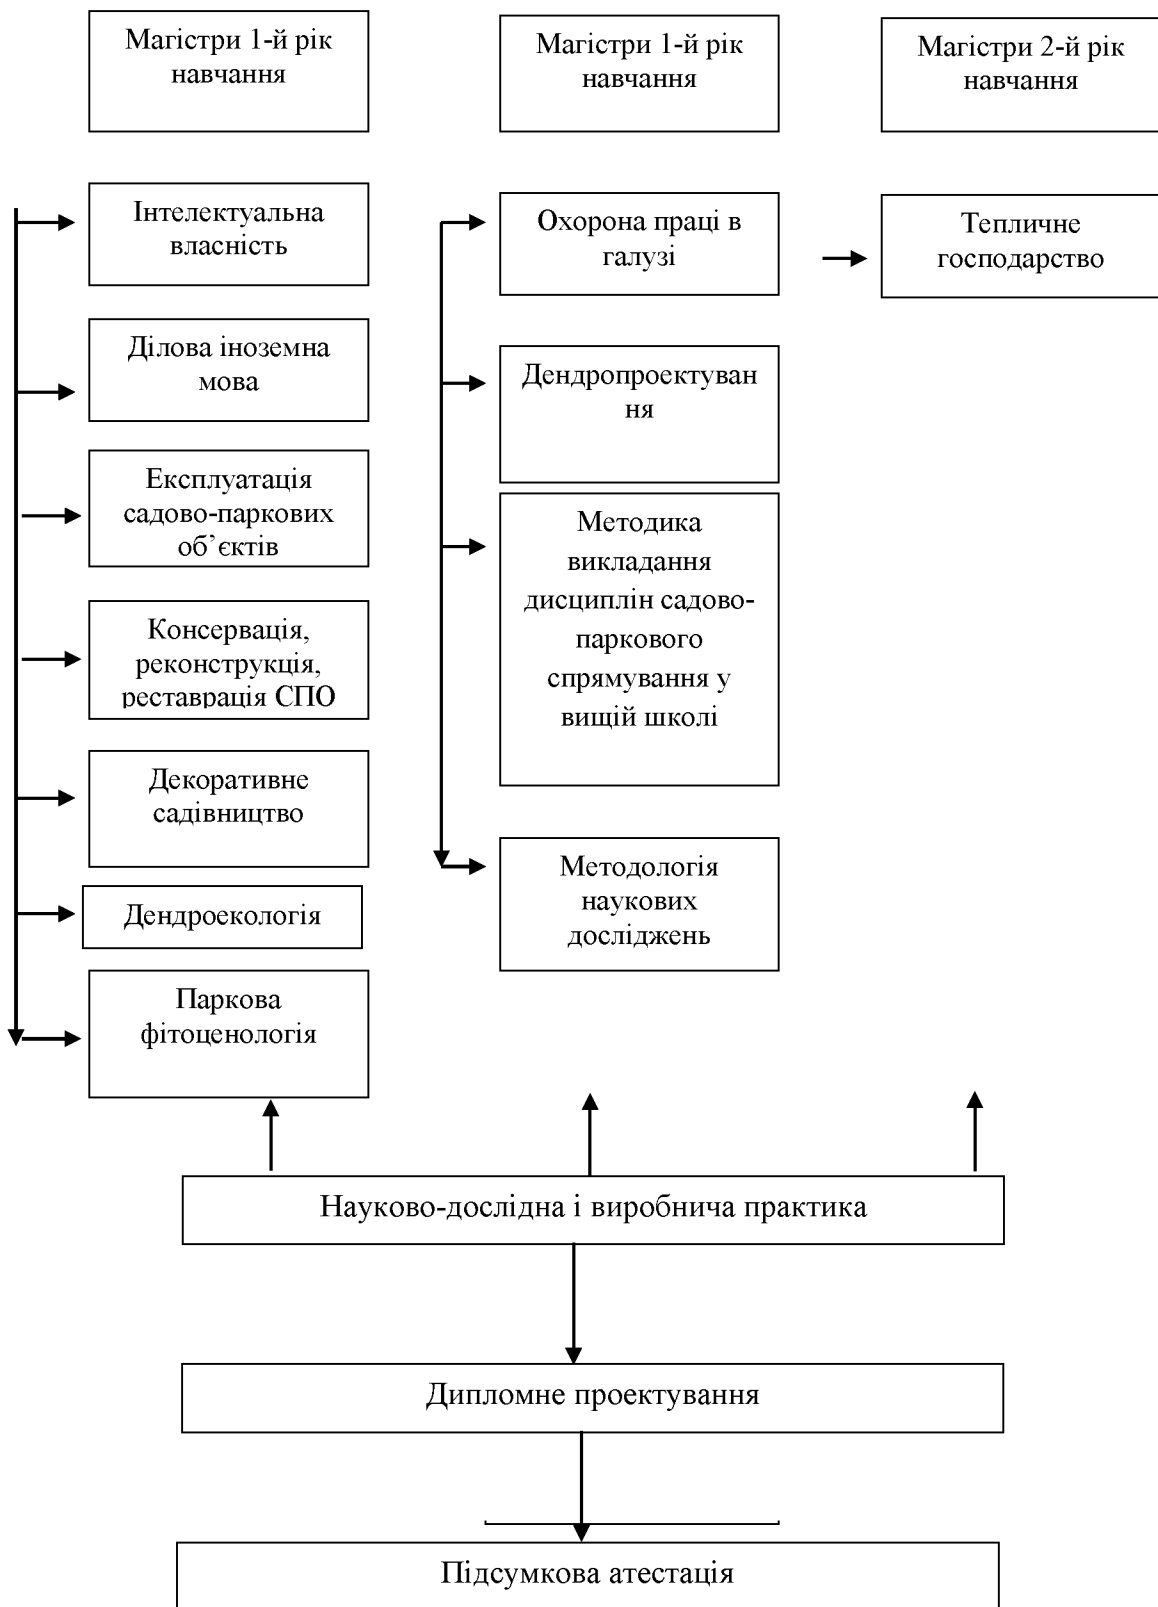 Магістри 1-й рік
навчання
Магістри 1-й рік
навчання
Магістри 2-й рік
навчання
Інтелектуальна
власність
Ділова іноземна
мова
Експлуатація
садово-паркових
об’єктів
Консервація,
реконструкція,
реставрація СПО
Декоративне
садівництво
Дендроекологія
Паркова
фітоценологія
Охорона праці в
галузі
Дендропроектуван
ня
Методика
викладання
дисциплін садово-
паркового
спрямування у
вищій школі
Методологія
наукових
досліджень
Тепличне
господарство
Науково-дослідна і виробнича практика
Дипломне проектування
Підсумкова атестація